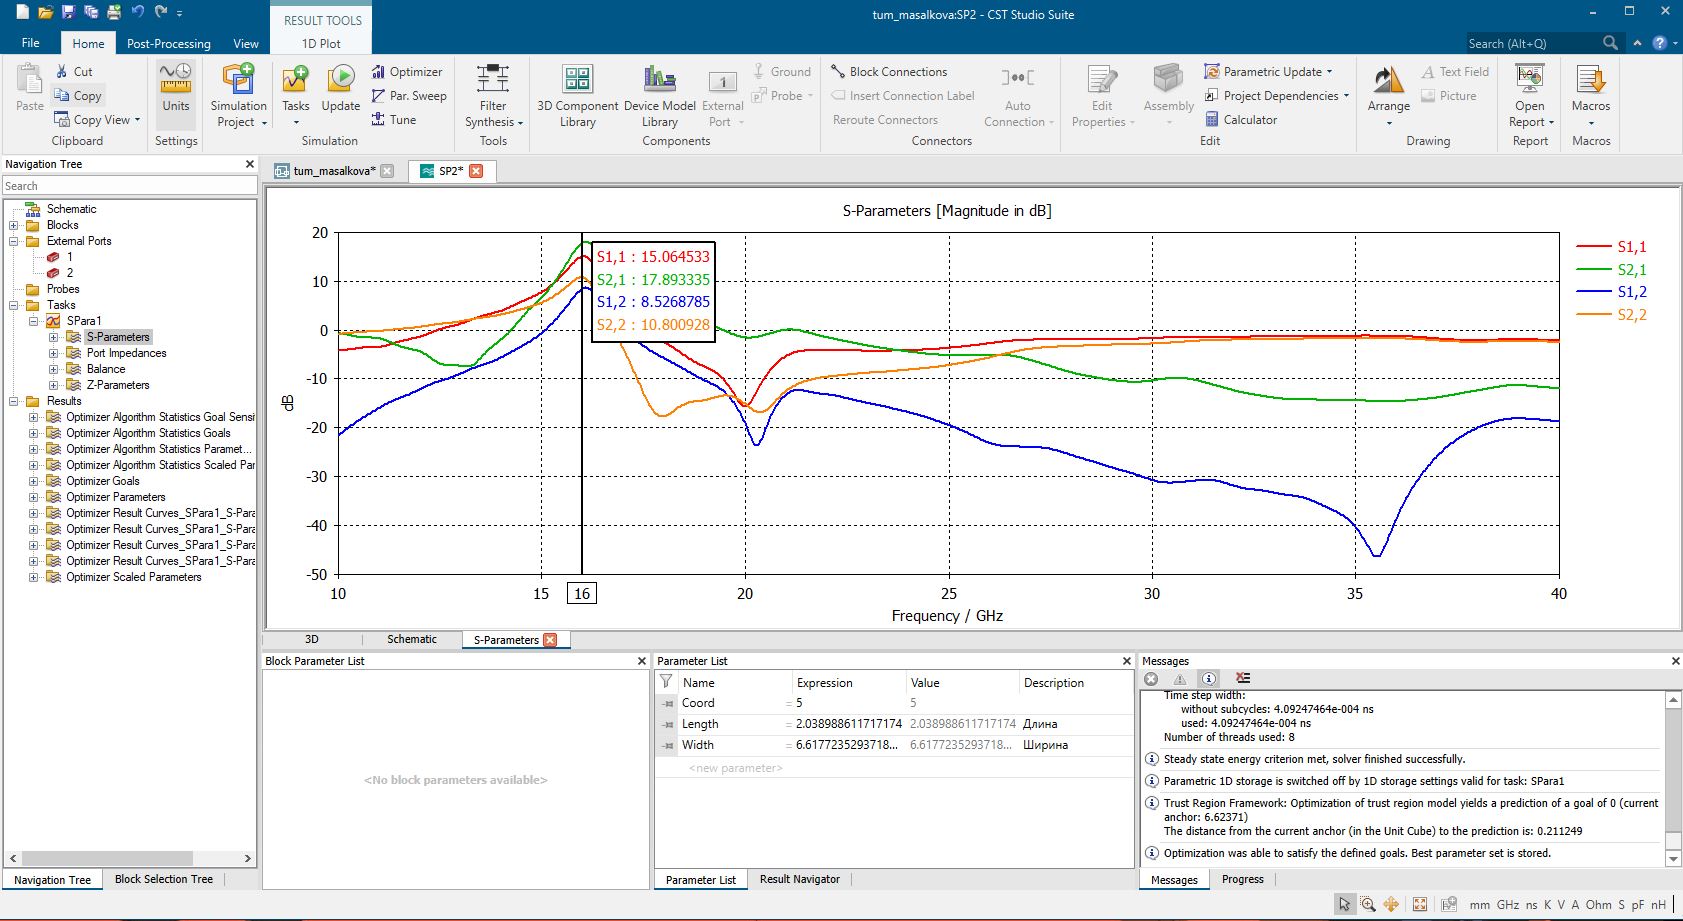 RESULT TOOLS
tum_masalkova:SP2 - CST Studio Suite
File Home Post-Processing View 1D Plot Search (Alt+Q)
Paste
Cut
Copy
Copy View
Clipboard
Units
Settings
Simulation Project
Tasks
Update
Optimizer
Par. Sweep
Tune
Simulation
Filter Synthesis
Tools
3D Component Library
Device Model Library
External Port
Ground
Probe
Components
Block Connections
Insert Connection Label
Reroute Connectors
Auto Connection
Connectors
Edit Properties
Assembly
Parametric Update
Project Dependencies
Calculator
Edit
Arrange
Text Field
Picture
Drawing
Open Report
Report
Macros
Macros
Navigation Tree
Search
Schematic
Blocks
External Ports
1
2
Probes
Tasks
SPara1
S-Parameters
Port Impedances
Balance
Z-Parameters
Results
Optimizer Algorithm Statistics Goal Sensi
Optimizer Algorithm Statistics Goals
Optimizer Algorithm Statistics Paramet...
Optimizer Algorithm Statistics Scaled Par
Optimizer Goals
Optimizer Parameters
Optimizer Result Curves_SPara1_S-Para
Optimizer Result Curves_SPara1_S-Para
Optimizer Result Curves_SPara1_S-Para
Optimizer Result Curves_SPara1_S-Para
Optimizer Scaled Parameters
Navigation Tree Block Selection Tree
tum_masalkova* SP2*
S-Parameters [Magnitude in dB]
20
10
0
-10
-20
-30
-40
-50
dB
S1,1 : 15.064533
S2,1 : 17.893335
S1,2 : 8.5268785
S2,2 : 10.800928
S1,1
S2,1
S1,2
S2,2
10 15 16 20 25 30 35 40
Frequency / GHz
3D Schematic S-Parameters
Block Parameter List
<No block parameters available>
Parameter List
Name Expression Value Description
Coord = 5 5
Length = 2.038988611717174 2.038988611717174 Длина
Width = 6.6177235293718... 6.6177235293718... Ширина
<new parameter>
Parameter List Result Navigator
Messages
Time step width:
without subcycles: 4.09247464e-004 ns
used: 4.09247464e-004 ns
Number of threads used: 8
Steady state energy criterion met, solver finished successfully.
Parametric 1D storage is switched off by 1D storage settings valid for task: SPara1
Trust Region Framework: Optimization of trust region model yields a prediction of a goal of 0 (current
anchor: 6.62371)
The distance from the current anchor (in the Unit Cube) to the prediction is: 0.211249
Optimization was able to satisfy the defined goals. Best parameter set is stored.
Messages Progress
mm GHz ns K V A Ohm S pF nH